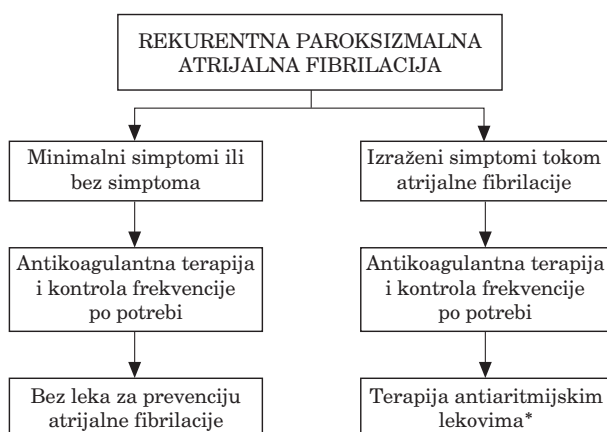 REKURENTNA PAROKSIZMALNA
ATRIJALNA FIBRILACIJA
Minimalni simptomi ili
bez simptoma
Izraženi simptomi tokom
atrijalne fibrilacije
Antikoagulantna terapija
i kontrola frekvencije
po potrebi
Antikoagulantna terapija
i kontrola frekvencije
po potrebi
Bez leka za prevenciju
atrijalne fibrilacije
Terapija antiaritmijskim
lekovima*